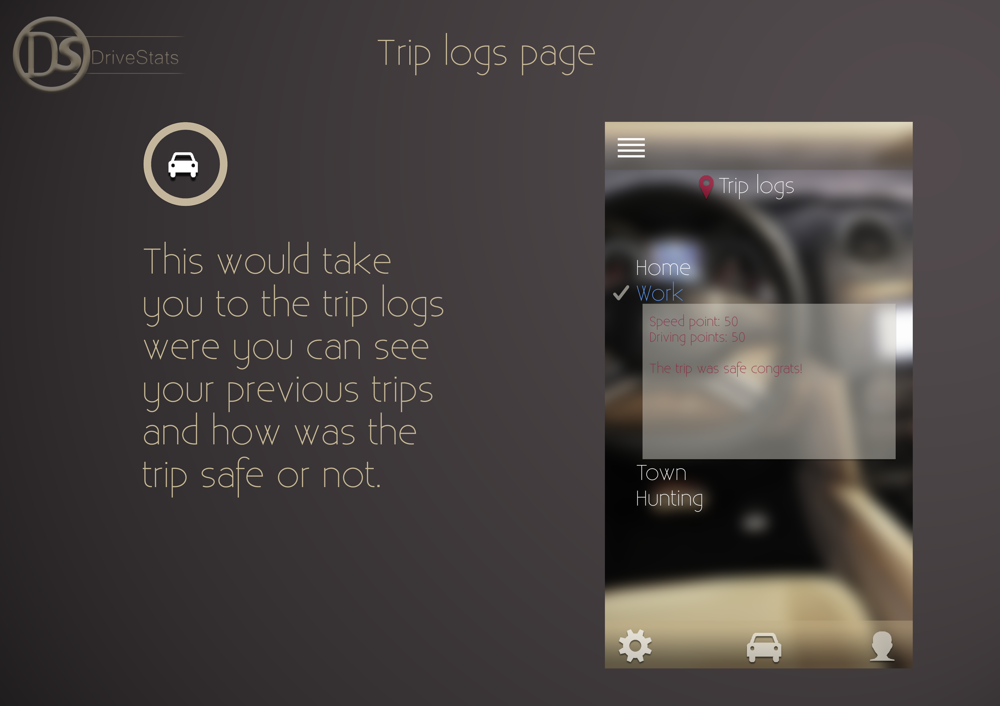 DS
DriveStats
Trip logs page
This would take
you to the trip logs
were you can see
your previous trips
and how was the
trip safe or not.
Trip logs
Home
Work
Speed point: 50
Driving points: 50
The trip was safe congrats!
Town
Hunting